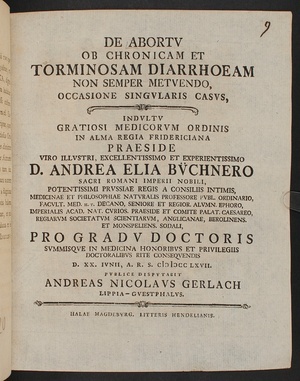 9
DE ABORTV
OB CHRONICAM ET
TORMINOSAM DIARRHOEAM
NON SEMPER METVENDO,
OCCASIONE SINGVLARIS CASVS,
INDVLTV
GRATIOSI MEDICORVM ORDINIS
IN ALMA REGIA FRIDERICIANA
PRAESIDE
VIRO ILLVSTRI, EXCELLENTISSIMO ET EXPERIENTISSIMO
D. ANDREA ELIA BÜCHNERO
SACRI ROMANI IMPERII NOBILI,
POTENTISSIMI PRVSSIAE REGIS A CONSILIIS INTIMIS,
MEDICINAE ET PHILOSOPHIAE NATVRALIS PROFESSORE PVBL. ORDINARIO,
FACVLT. MED. H. T. DECANO, SENIORE ET REGIOR. ALVMN. EPHORO,
IMPERIALIS ACAD. NAT. CVRIOS. PRAESIDE ET COMITE PALAT. CAESAREO,
REGIARVM SOCIETATVM SCIENTIARVM, ANGLICANAE, BEROLINENS.
ET MONSPELIENS. SODALI,
PRO GRADV DOCTORIS
SVMMISQVE IN MEDICINA HONORIBVS ET PRIVILEGIIS
DOCTORALIBVS RITE CONSEQVENDIS
D. XX. IVNII, A. R. S. cIɔ Iɔcc LXVII.
PVBLICE DISPVTABIT
ANDREAS NICOLAVS GERLACH
LIPPIA-GVESTPHALVS.
HALAE MAGDEBVRG. LITTERIS HENDELIANIS.